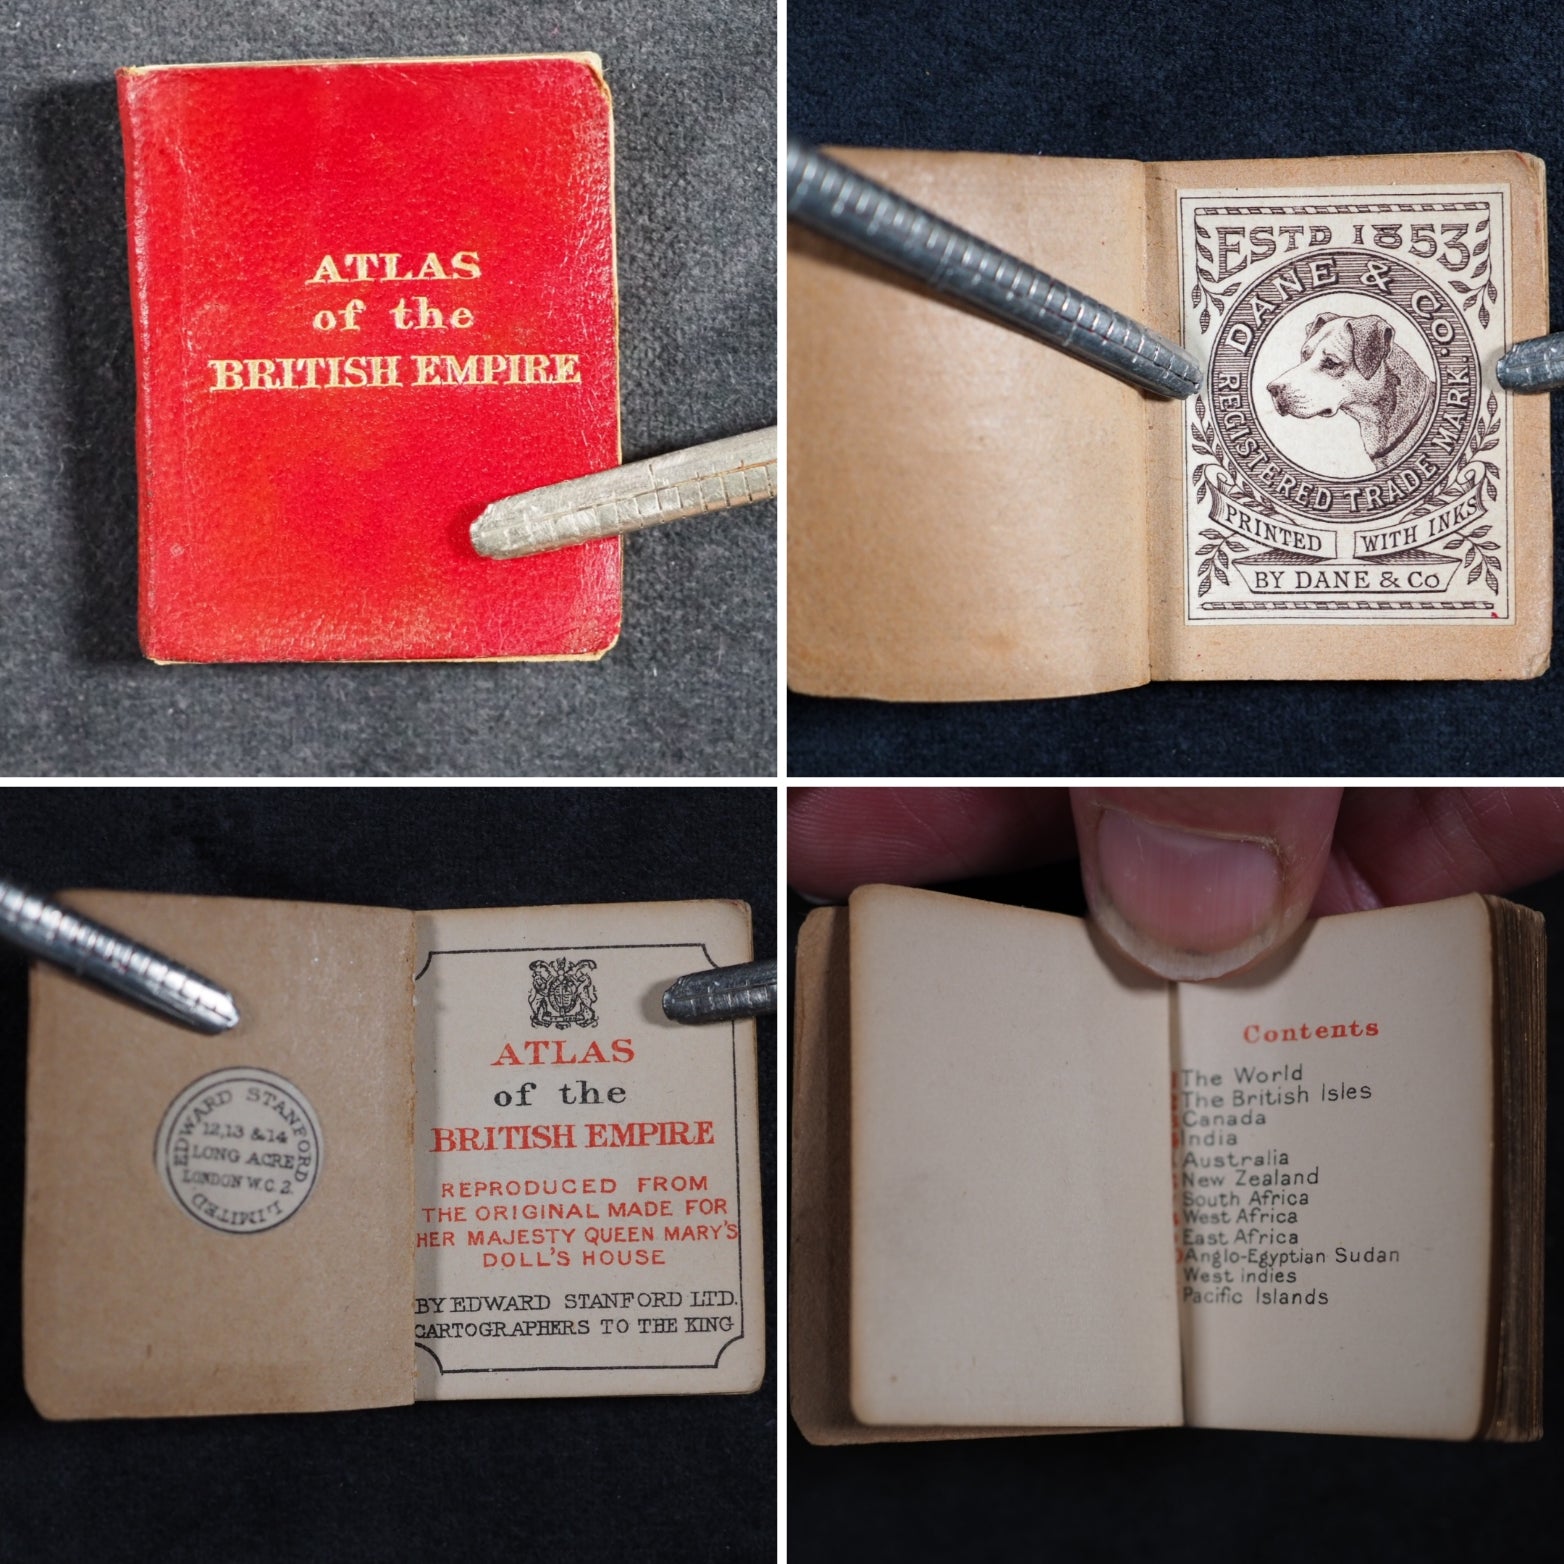 ATLAS
of the
BRITISH EMPIRE
ESTD 1853
DANE & CO.
REGISTERED TRADE MARK.
PRINTED WITH INKS
BY DANE & Co
EDWARD STANFORD
12,13 & 14
LONG ACRE
LONDON W.C.2.
LIMITED
ATLAS
of the
BRITISH EMPIRE
REPRODUCED FROM
THE ORIGINAL MADE FOR
HER MAJESTY QUEEN MARY'S
DOLL'S HOUSE
BY EDWARD STANFORD LTD.
CARTOGRAPHERS TO THE KING
Contents
The World
The British Isles
Canada
India
Australia
New Zealand
South Africa
West Africa
East Africa
Anglo-Egyptian Sudan
West indies
Pacific Islands